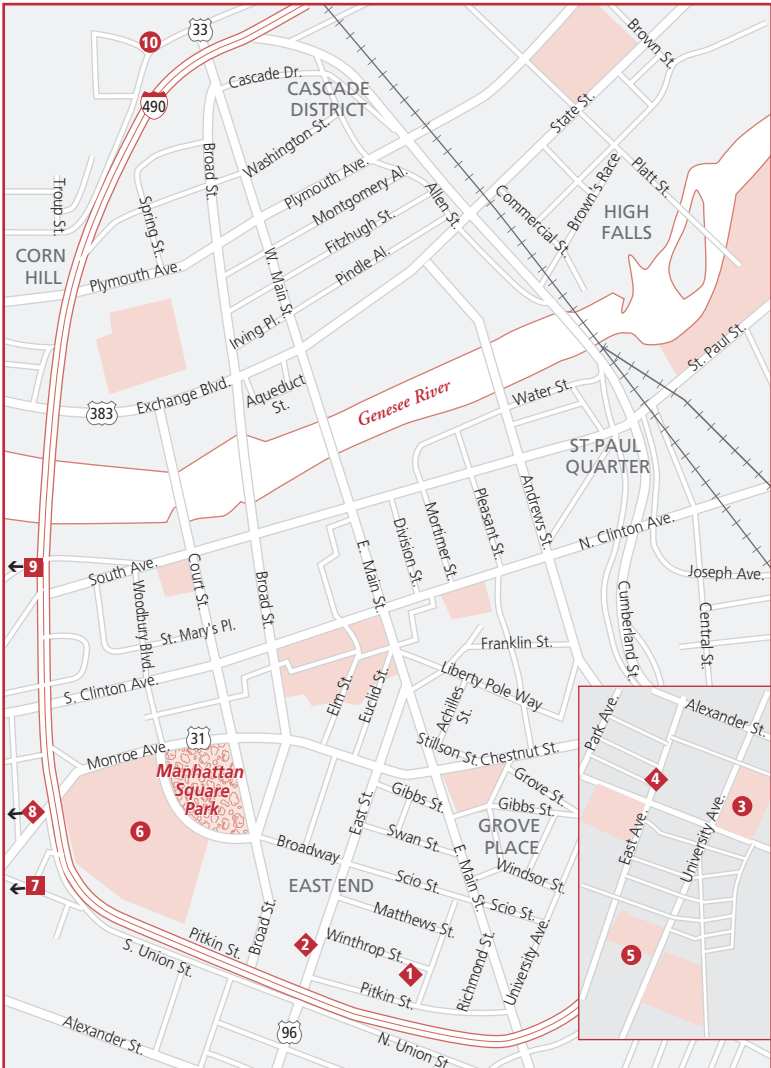 33
10
Brown St.
Cascade Dr.
CASCADE
DISTRICT
490
State St.
Washington St.
Broad St.
Plymouth Ave.
Platt St.
Troup St.
Montgomery Al.
Allen St.
Brown's Race
Spring St.
Fitzhugh St.
Commercial St.
HIGH
FALLS
CORN
HILL
Pindle Al.
W. Main St.
Plymouth Ave.
Irving Pl.
St. Paul St.
Exchange Blvd.
Aqueduct
St.
Genesee River
Water St.
383
ST.PAUL
QUARTER
Andrews St.
Pleasant St.
Mortimer St.
Division St.
N. Clinton Ave.
E. Main St.
9
South Ave.
Court St.
Broad St.
Joseph Ave.
Woodbury Blvd.
Cumberland St.
Central St.
St. Mary's Pl.
Franklin St.
Liberty Pole Way
S. Clinton Ave.
Elm St.
Euclid St.
Achilles
St.
Park Ave.
Alexander St.
31
Monroe Ave.
Stillson St.
Chestnut St.
Manhattan
Square
Park
4
Grove St.
Gibbs St.
Gibbs St.
3
8
6
East St.
Swan St.
GROVE
PLACE
East Ave.
University Ave.
Broadway
E. Main St.
Windsor St.
7
EAST END
Scio St.
Scio St.
Matthews St.
Broad St.
Pitkin St.
2
Winthrop St.
1
Richmond St.
University Ave.
5
S. Union St.
Pitkin St.
Alexander St.
96
N. Union St